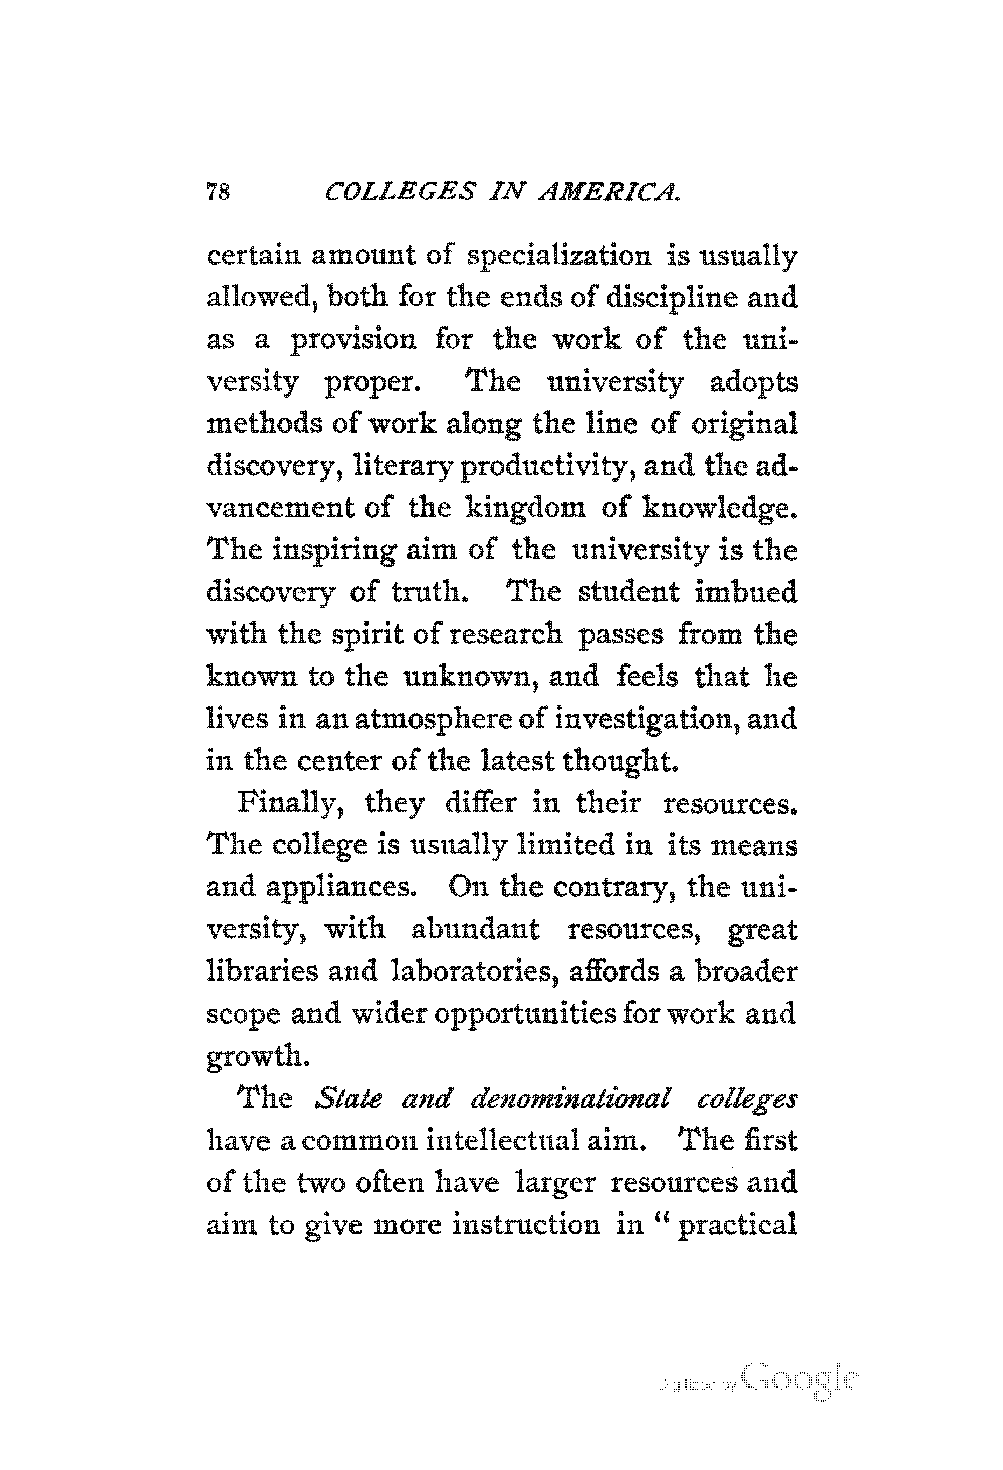 78 COLLEGES IN AMERICA.
certain amount of specialization is usually
allowed, both for the ends of discipline and
as a provision for the work of the uni-
versity proper. The university adopts
methods of work along the line of original
discovery, literary productivity, and the ad-
vancement of the kingdom of knowledge.
The inspiring aim of the university is the
discovery of truth. The student imbued
with the spirit of research passes from the
known to the unknown, and feels that he
lives in an atmosphere of investigation, and
in the center of the latest thought.
Finally, they differ in their resources.
The college is usually limited in its means
and appliances. On the contrary, the uni-
versity, with abundant resources, great
libraries and laboratories, affords a broader
scope and wider opportunities for work and
growth.
The State and denominational colleges
have a common intellectual aim. The first
of the two often have larger resources and
aim to give more instruction in “ practical
Digitized by Google